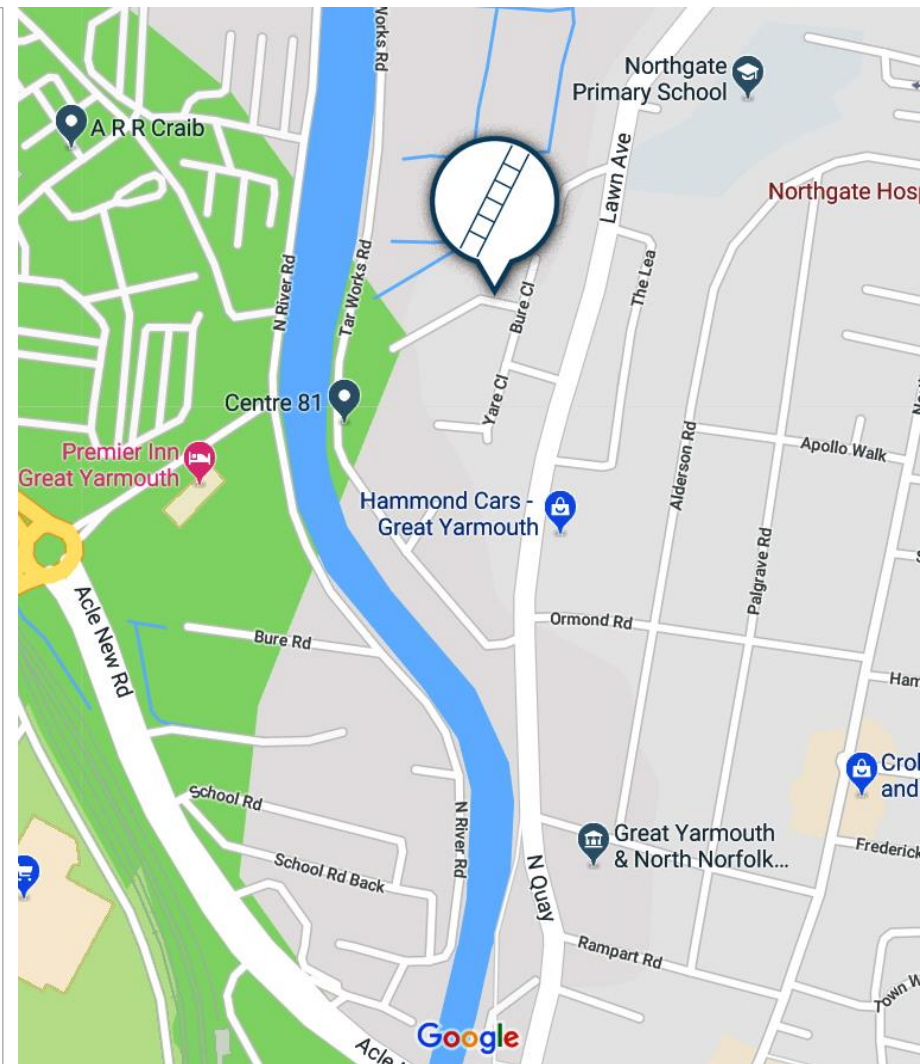 Works Rd
Northgate
Primary School
A R R Craib
Lawn Ave
Northgate Hosp
N River Rd
Tar Works Rd
The Lea
Bure Cl
Yare Cl
Centre 81
Premier Inn
Great Yarmouth
Alderson Rd
Apollo Walk
Hammond Cars -
Great Yarmouth
Palgrave Rd
Acle New Rd
Bure Rd
Ormond Rd
Ham
School Rd
N River Rd
Crol
and
School Rd Back
Great Yarmouth
& North Norfolk...
Frederick
N Quay
Rampart Rd
Town W
Google
Acle